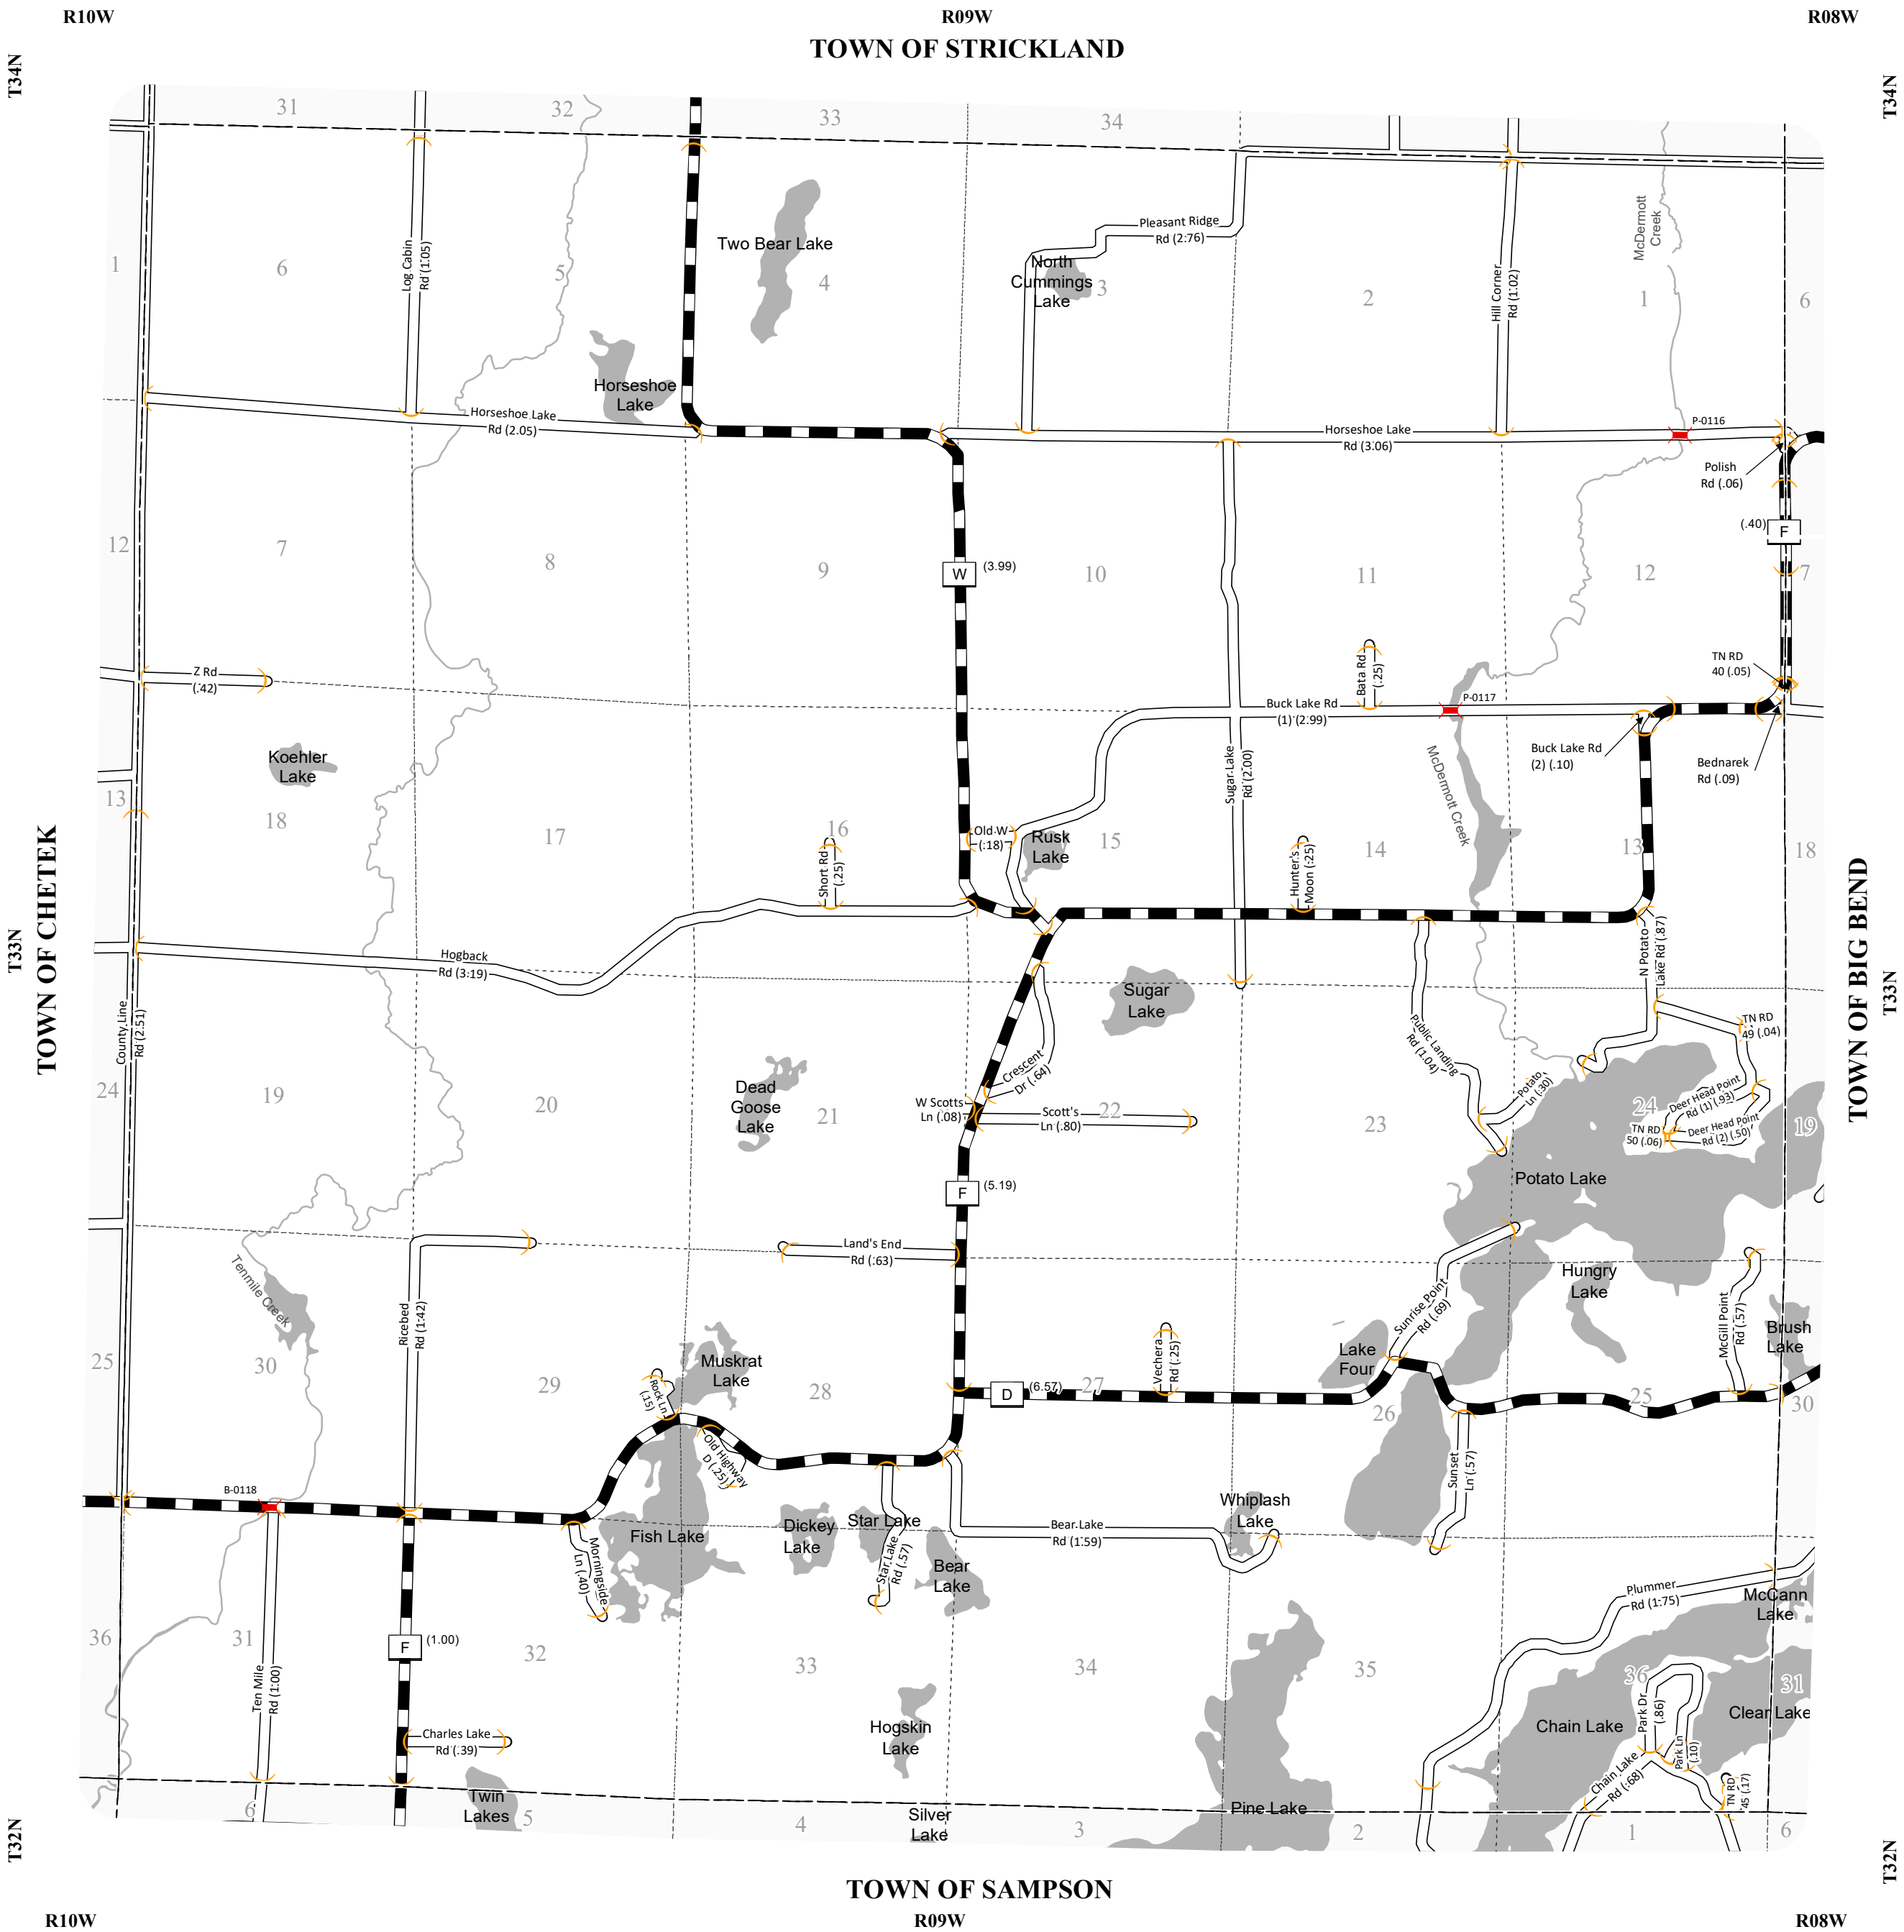 R10W
R09W
R08W
TOWN OF STRICKLAND
T34N
T34N
31
32
33
34
Log Cabin
Rd (1.05)
Two Bear Lake
Pleasant Ridge
Rd (2.76)
North
Cummings
Lake
Hill Corner
Rd (1.02)
McDermott
Creek
1
6
5
4
3
2
1
6
Horseshoe
Lake
Horseshoe Lake
Rd (2.05)
Horseshoe Lake
Rd (3.06)
P-0116
Polish
Rd (.06)
(.40)
F
12
7
8
9
W
(3.99)
10
11
12
7
Z Rd
(.42)
Bata Rd
(.25)
TN RD
40 (.05)
P-0117
Buck Lake Rd
(1) (2.99)
Buck Lake Rd
(2) (.10)
Bednarek
Rd (.09)
Koehler
Lake
Sugar Lake
Rd (2.00)
McDermott Creek
13
18
17
16
Short Rd
(.25)
Old W
(.18)
Rusk
Lake
15
Hunter's
Moon (.25)
14
13
18
TOWN OF CHETEK
TOWN OF BIG BEND
T33N
T33N
Hogback
Rd (3.19)
N Potato
Lake Rd (.87)
County Line
Rd (2.51)
Sugar
Lake
Public Landing
Rd (1.04)
TN RD
49 (.04)
Crescent
Dr (.64)
Potato
Ln (.30)
Deer Head Point
Rd (1) (.93)
Deer Head Point
Rd (2) (.50)
TN RD
50 (.06)
24
19
20
Dead
Goose
Lake
21
W Scotts
Ln (.08)
Scott's
Ln (.80)
22
23
24
19
Potato Lake
F
(5.19)
Land's End
Rd (.63)
Tenmile Creek
Ricebed
Rd (1.42)
Hungry
Lake
Sunrise Point
Rd (.69)
McGill Point
Rd (.57)
Brush
Lake
Lake
Four
Vechera
Rd (.25)
25
30
29
Rock Ln
(.15)
Muskrat
Lake
28
D
(6.57)
27
26
25
30
Old Highway
D (.25)
Sunset
Ln (.57)
B-0118
Fish Lake
Morningside
Ln (.40)
Dickey
Lake
Star Lake
Star Lake
Rd (.57)
Bear
Lake
Bear Lake
Rd (1.59)
Whiplash
Lake
Plummer
Rd (1.75)
McCann
Lake
36
31
Ten Mile
Rd (1.00)
F
(1.00)
32
33
34
35
36
31
Charles Lake
Rd (.39)
Hogskin
Lake
Chain Lake
Clear Lake
Park Dr
(.86)
Park Ln
(.10)
Chain Lake
Rd (.68)
TN RD
45 (.17)
6
Twin
Lakes
5
4
Silver
Lake
3
Pine Lake
2
1
6
T32N
T32N
TOWN OF SAMPSON
R10W
R09W
R08W